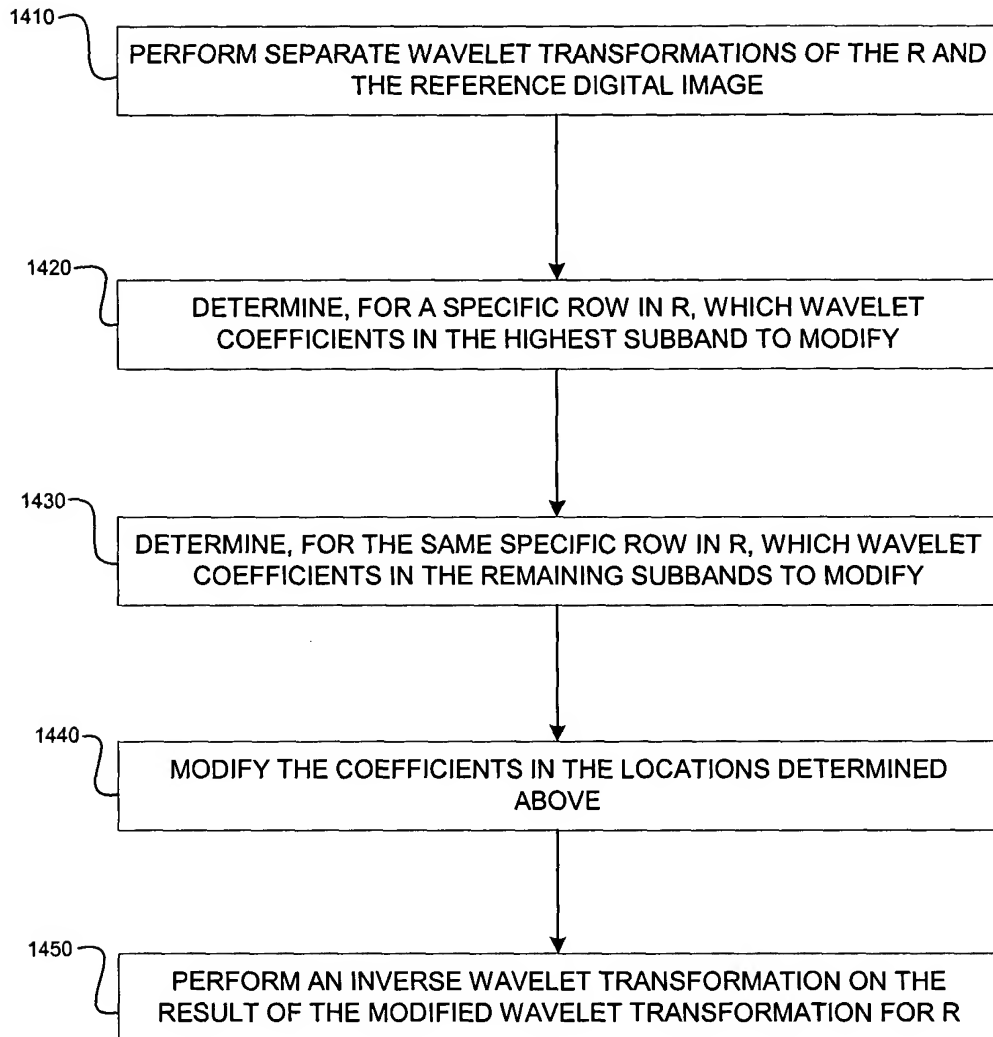 1410
PERFORM SEPARATE WAVELET TRANSFORMATIONS OF THE R AND
THE REFERENCE DIGITAL IMAGE
1420
DETERMINE, FOR A SPECIFIC ROW IN R, WHICH WAVELET
COEFFICIENTS IN THE HIGHEST SUBBAND TO MODIFY
1430
DETERMINE, FOR THE SAME SPECIFIC ROW IN R, WHICH WAVELET
COEFFICIENTS IN THE REMAINING SUBBANDS TO MODIFY
1440
MODIFY THE COEFFICIENTS IN THE LOCATIONS DETERMINED
ABOVE
1450
PERFORM AN INVERSE WAVELET TRANSFORMATION ON THE
RESULT OF THE MODIFIED WAVELET TRANSFORMATION FOR R